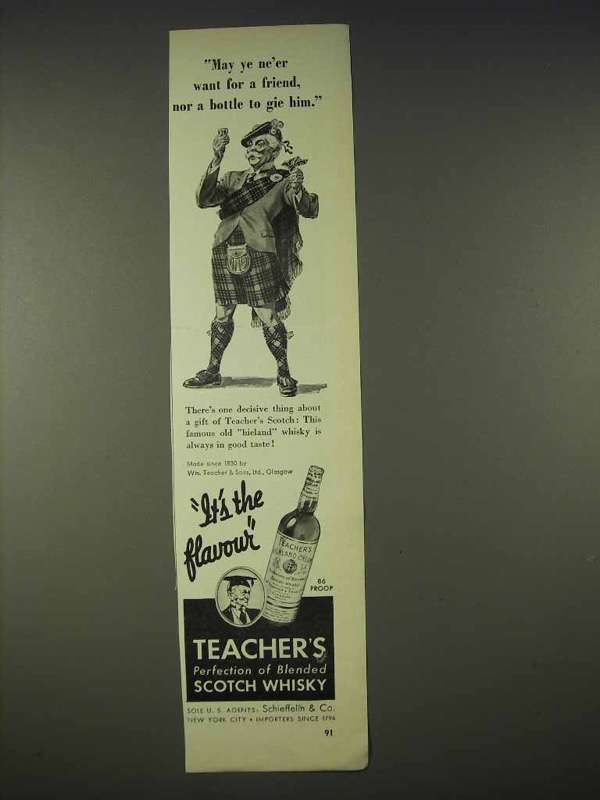 "May ye ne'er
want for a friend,
nor a bottle to gie him."
There's one decisive thing about
a gift of Teacher's Scotch: This
famous old "hieland" whisky is
always in good taste!
Made since 1830 by
Wm. Teacher & Sons, Ltd., Glasgow
"It's the
flavour"
TEACHER'S
HIGHLAND CREAM
86
PROOF
TEACHER'S
Perfection of Blended
SCOTCH WHISKY
SOLE U. S. AGENTS: Schieffelin & Co.
NEW YORK CITY • IMPORTERS SINCE 1794
91